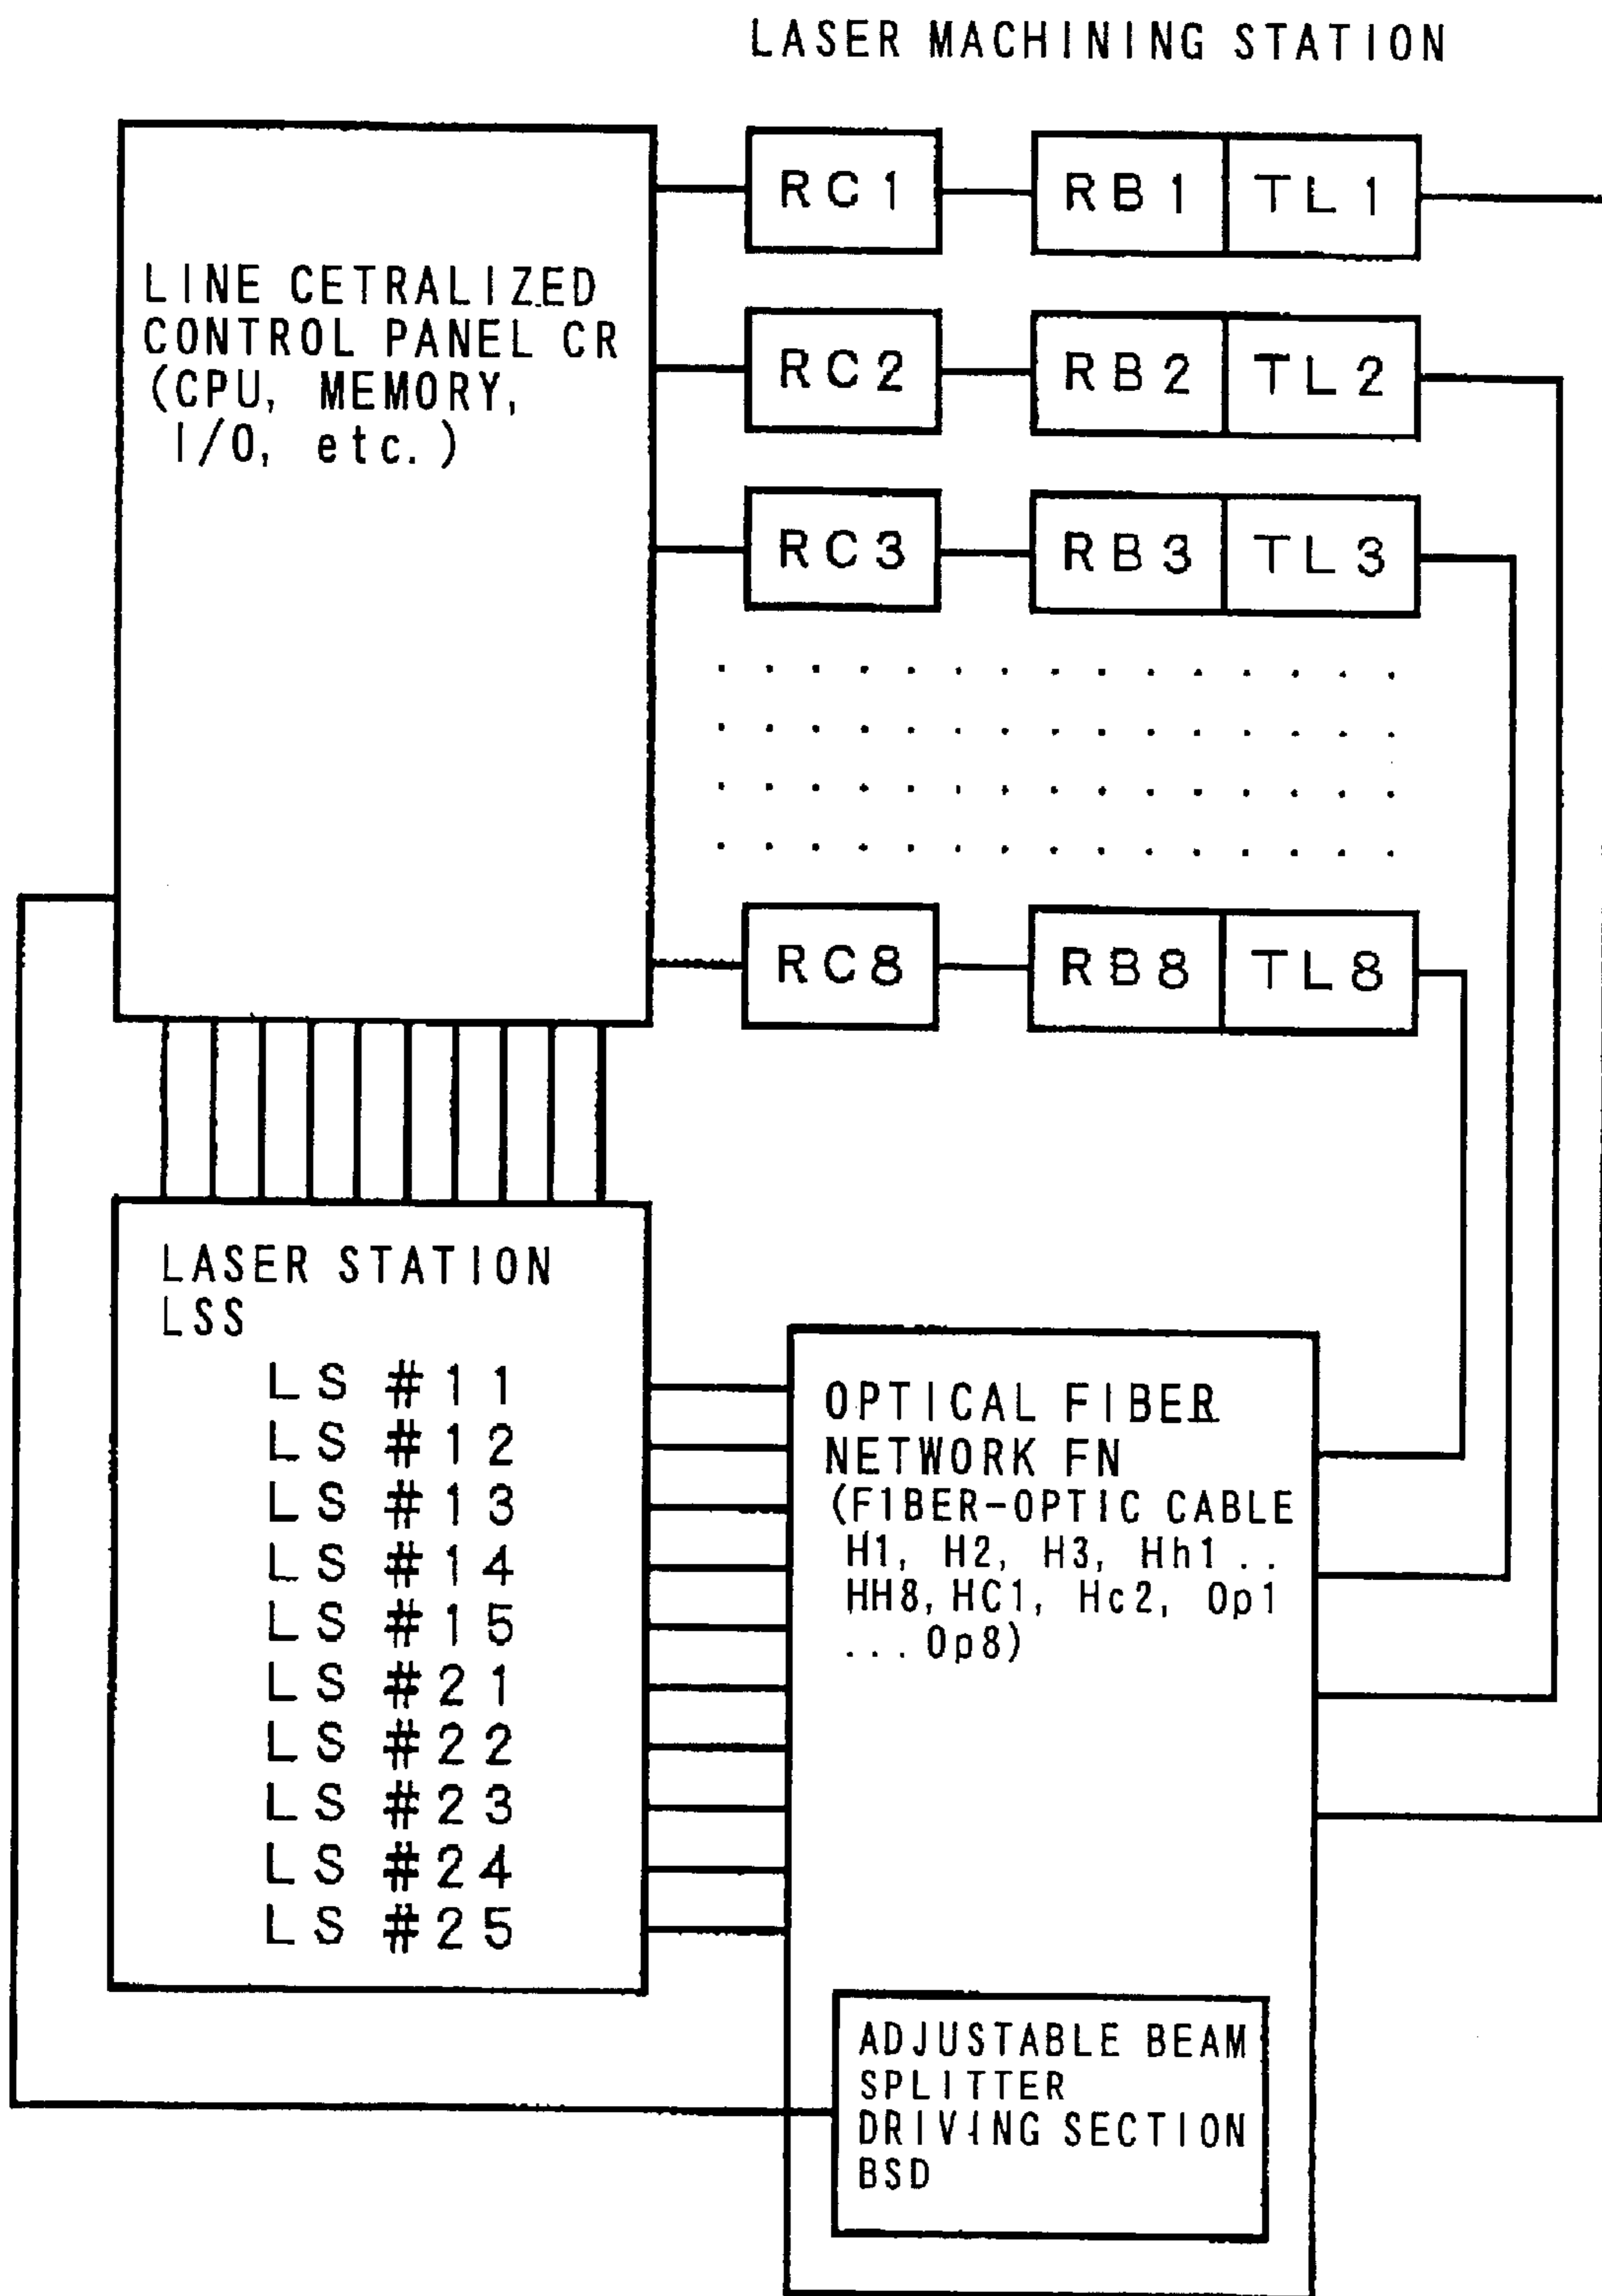 LASER MACHINING STATION
LINE CETRALIZED
CONTROL PANEL CR
(CPU, MEMORY,
I/O, etc.)
RC1
RB1
TL1
RC2
RB2
TL2
RC3
RB3
TL3
RC8
RB8
TL8
LASER STATION
LSS
LS #11
LS #12
LS #13
LS #14
LS #15
LS #21
LS #22
LS #23
LS #24
LS #25
OPTICAL FIBER
NETWORK FN
(FIBER-OPTIC CABLE
H1, H2, H3, Hh1 ..
HH8, HC1, Hc2, Op1
... Op8)
ADJUSTABLE BEAM
SPLITTER
DRIVING SECTION
BSD